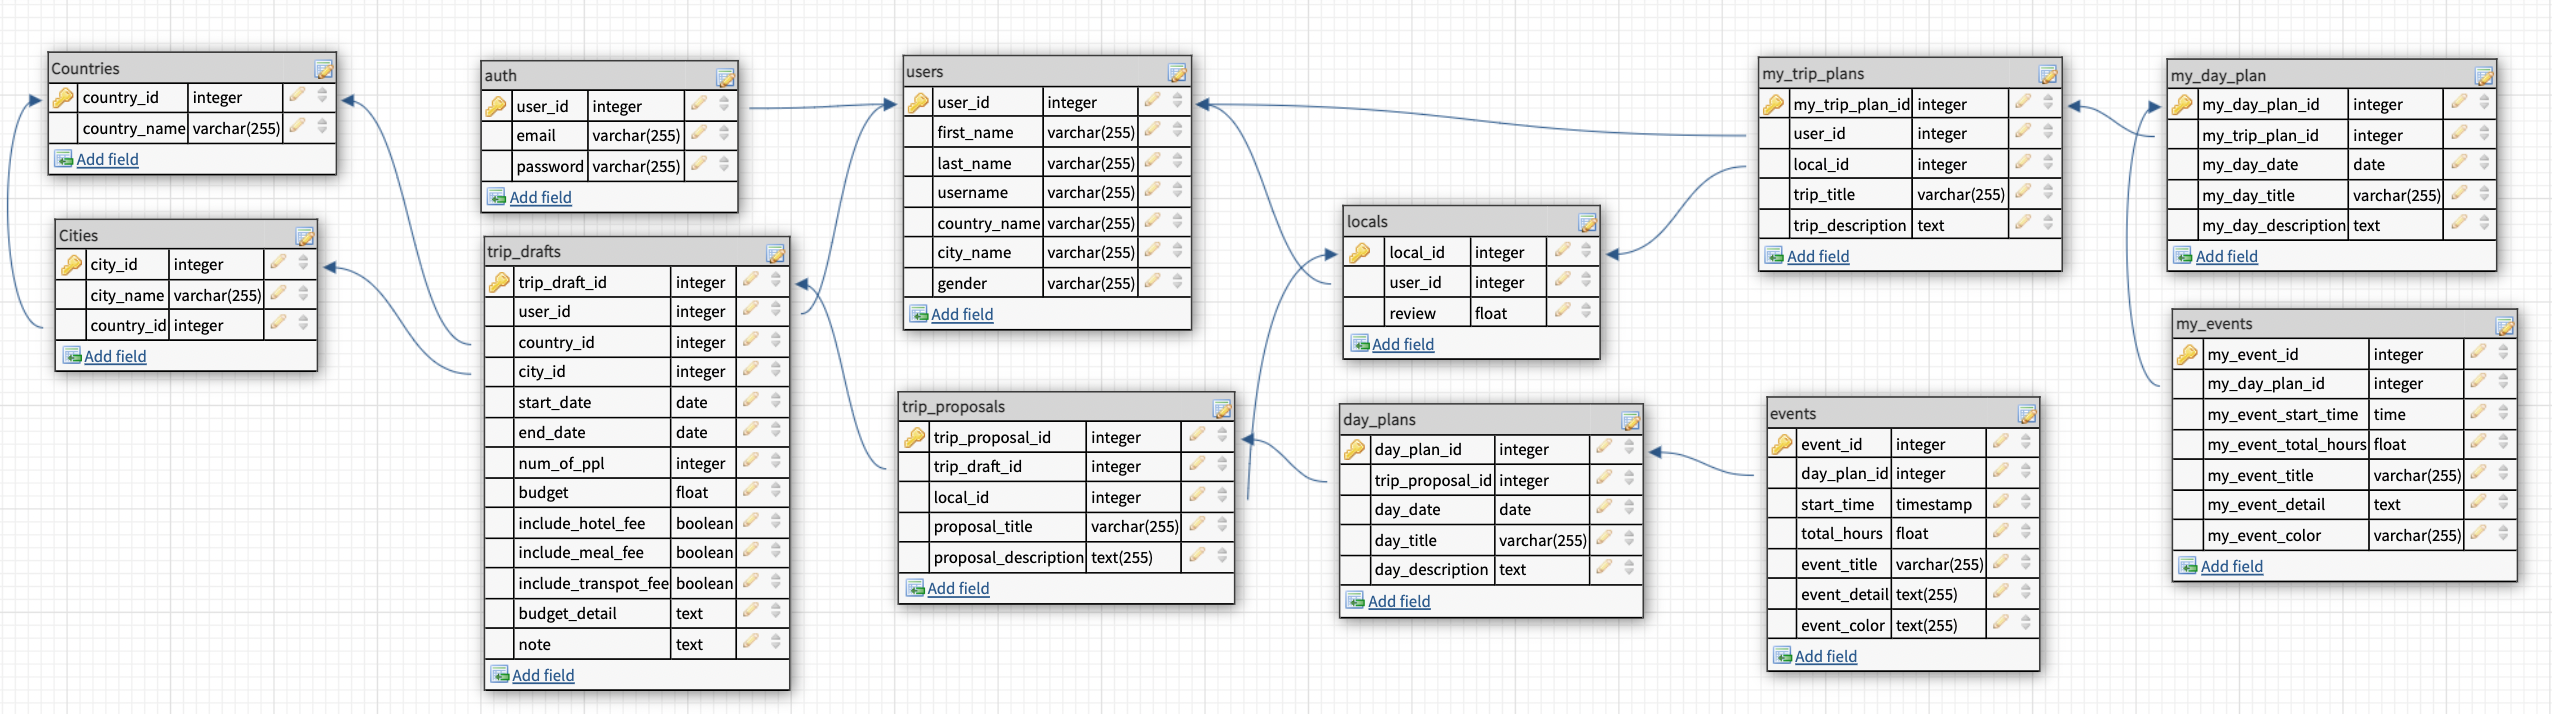 Countries
country_id integer
country_name varchar(255)
Add field
Cities
city_id integer
city_name varchar(255)
country_id integer
Add field
auth
user_id integer
email varchar(255)
password varchar(255)
Add field
trip_drafts
trip_draft_id integer
user_id integer
country_id integer
city_id integer
start_date date
end_date date
num_of_ppl integer
budget float
include_hotel_fee boolean
include_meal_fee boolean
include_transpot_fee boolean
budget_detail text
note text
Add field
users
user_id integer
first_name varchar(255)
last_name varchar(255)
username varchar(255)
country_name varchar(255)
city_name varchar(255)
gender varchar(255)
Add field
trip_proposals
trip_proposal_id integer
trip_draft_id integer
local_id integer
proposal_title varchar(255)
proposal_description text(255)
Add field
locals
local_id integer
user_id integer
review float
Add field
day_plans
day_plan_id integer
trip_proposal_id integer
day_date date
day_title varchar(255)
day_description text
Add field
my_trip_plans
my_trip_plan_id integer
user_id integer
local_id integer
trip_title varchar(255)
trip_description text
Add field
events
event_id integer
day_plan_id integer
start_time timestamp
total_hours float
event_title varchar(255)
event_detail text(255)
event_color text(255)
Add field
my_day_plan
my_day_plan_id integer
my_trip_plan_id integer
my_day_date date
my_day_title varchar(255)
my_day_description text
Add field
my_events
my_event_id integer
my_day_plan_id integer
my_event_start_time time
my_event_total_hours float
my_event_title varchar(255)
my_event_detail text
my_event_color varchar(255)
Add field